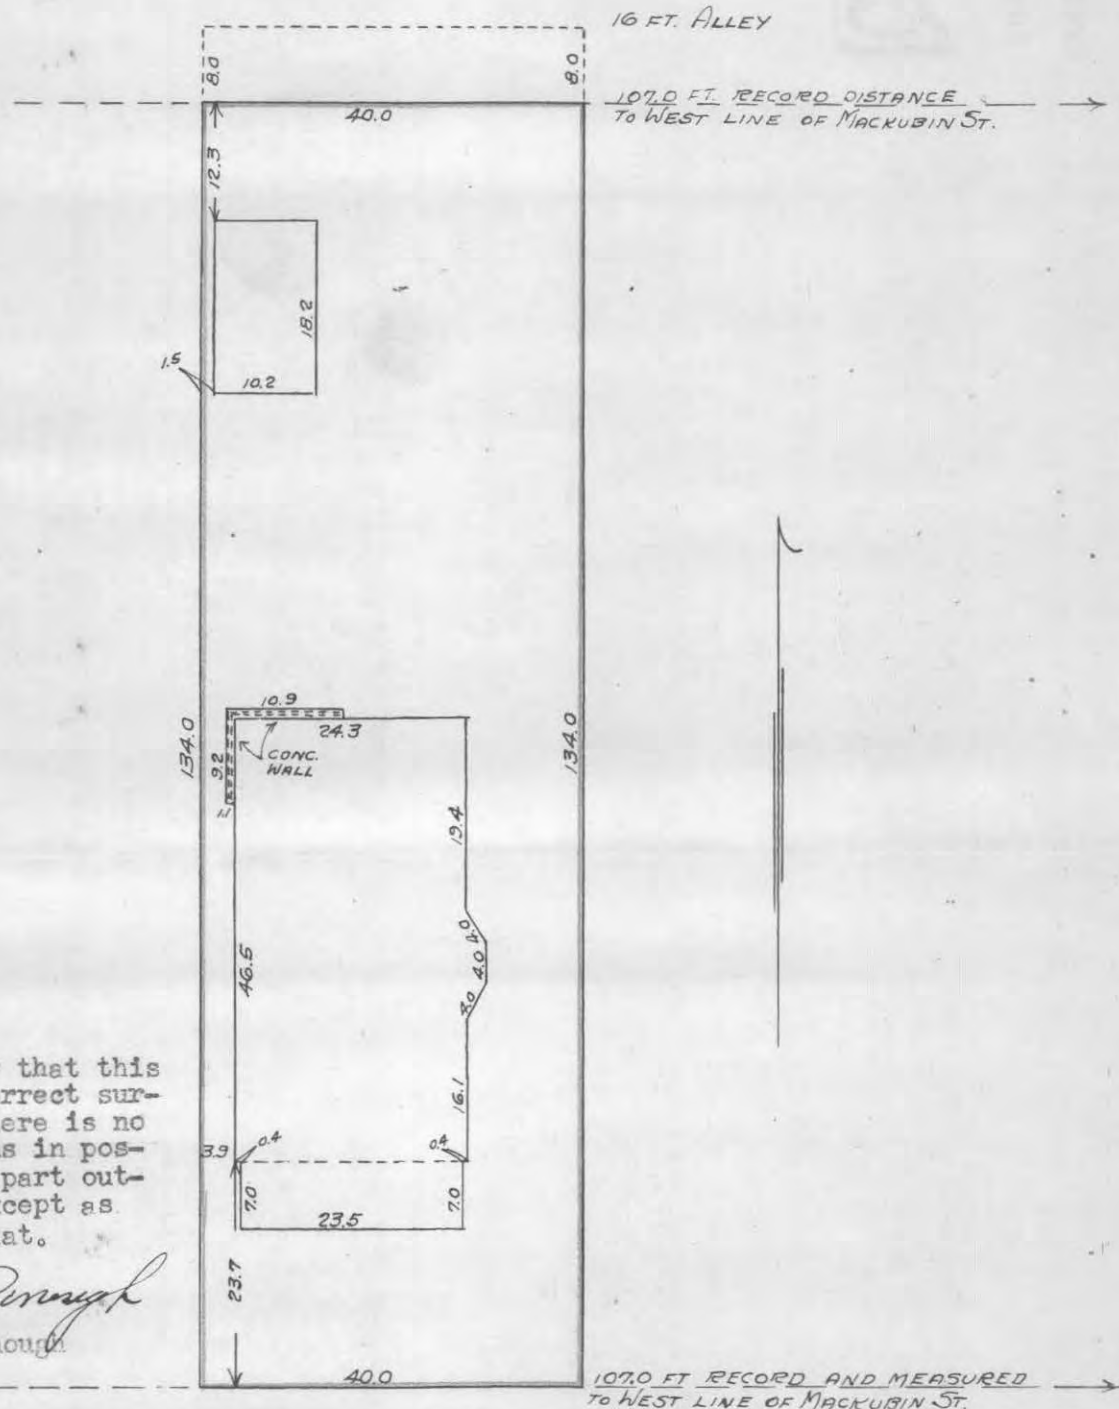 16 FT. ALLEY
8.0
8.0
107.0 FT. RECORD DISTANCE
TO WEST LINE OF MACKUBIN ST.
40.0
12.3
18.2
1.5
10.2
10.9
24.3
134.0
9.2
CONC.
WALL
134.0
19.4
4.0
4.0
4.0
46.5
16.1
that this
orrect sur-
ere is no
s in pos-
part out-
cept as
at.
3.9
0.4
0.4
7.0
7.0
23.5
23.7
ough
40.0
107.0 FT RECORD AND MEASURED
TO WEST LINE OF MACKUBIN ST.